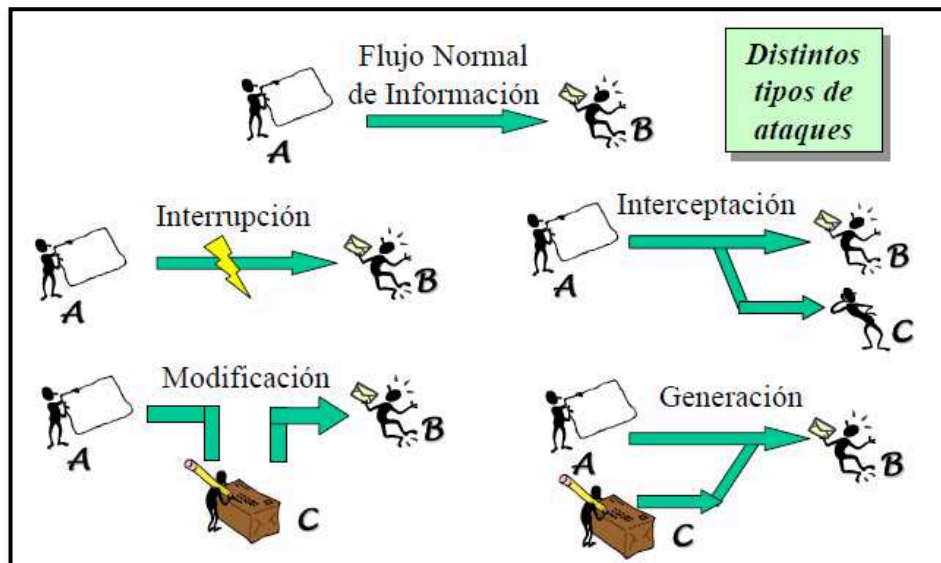 Flujo Normal
de Información
Distintos
tipos de
ataques
A
B
Interrupción
A
B
Interceptación
A
B
C
Modificación
A
B
C
Generación
A
B
C